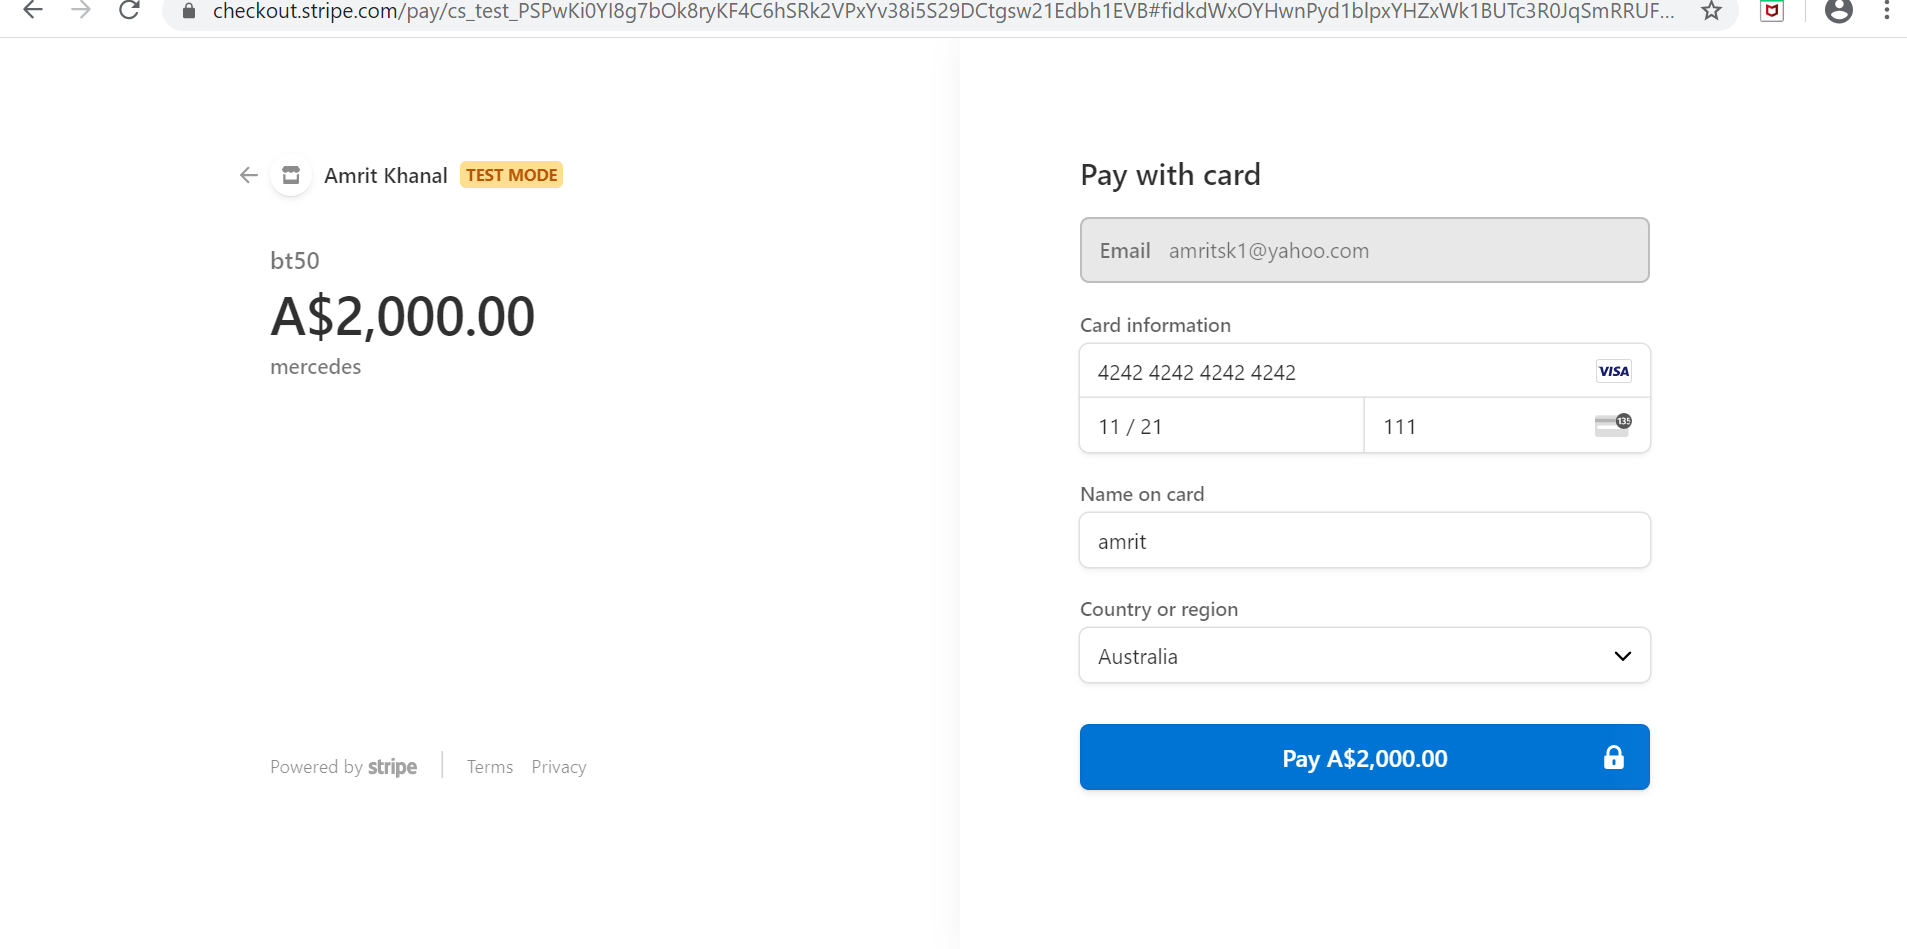 checkout.stripe.com/pay/cs_test_PSPwKi0YI8g7bOk8ryKF4C6hSRk2VPxYv38i5S29DCtgsw21Edbh1EVB#fidkdWxOYHwnPyd1blpxYHZxWk1BUTc3R0JqSmRRUF...
Amrit Khanal TEST MODE
bt50
A$2,000.00
mercedes
Powered by stripe
Terms Privacy
Pay with card
Email amritsk1@yahoo.com
Card information
4242 4242 4242 4242 VISA
11 / 21 111 135
Name on card
amrit
Country or region
Australia
Pay A$2,000.00